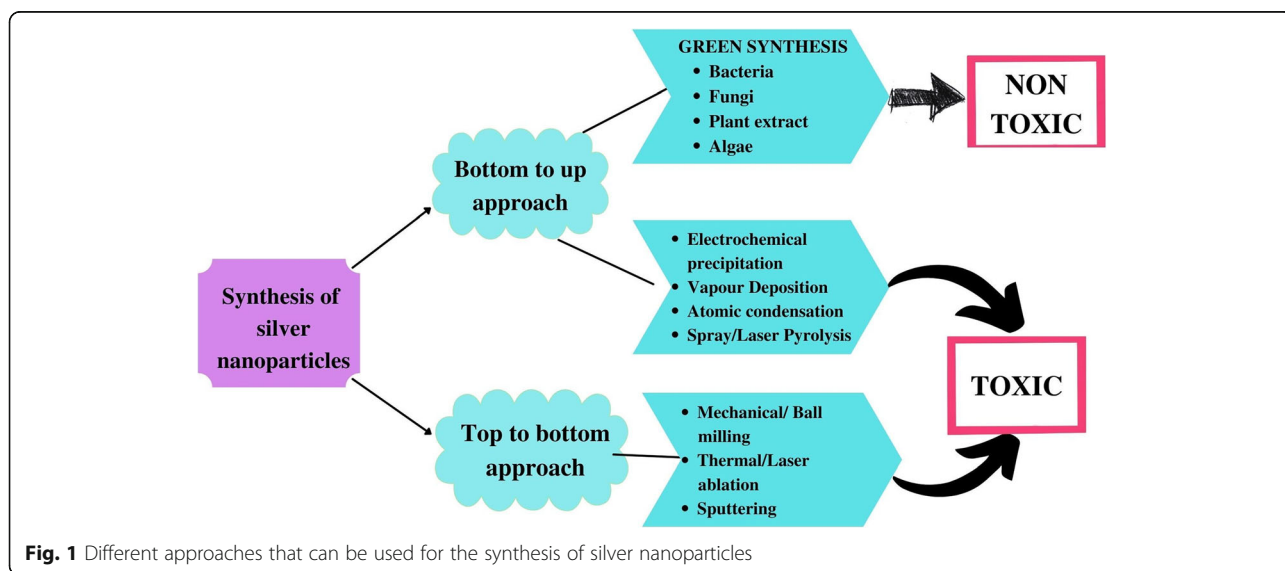 GREEN SYNTHESIS
• Bacteria
• Fungi
• Plant extract
• Algae
NON
TOXIC
Bottom to up
approach
• Electrochemical
precipitation
• Vapour Deposition
• Atomic condensation
• Spray/Laser Pyrolysis
Synthesis of
silver
nanoparticles
TOXIC
Top to bottom
approach
• Mechanical/ Ball
milling
• Thermal/Laser
ablation
• Sputtering
Fig. 1 Different approaches that can be used for the synthesis of silver nanoparticles